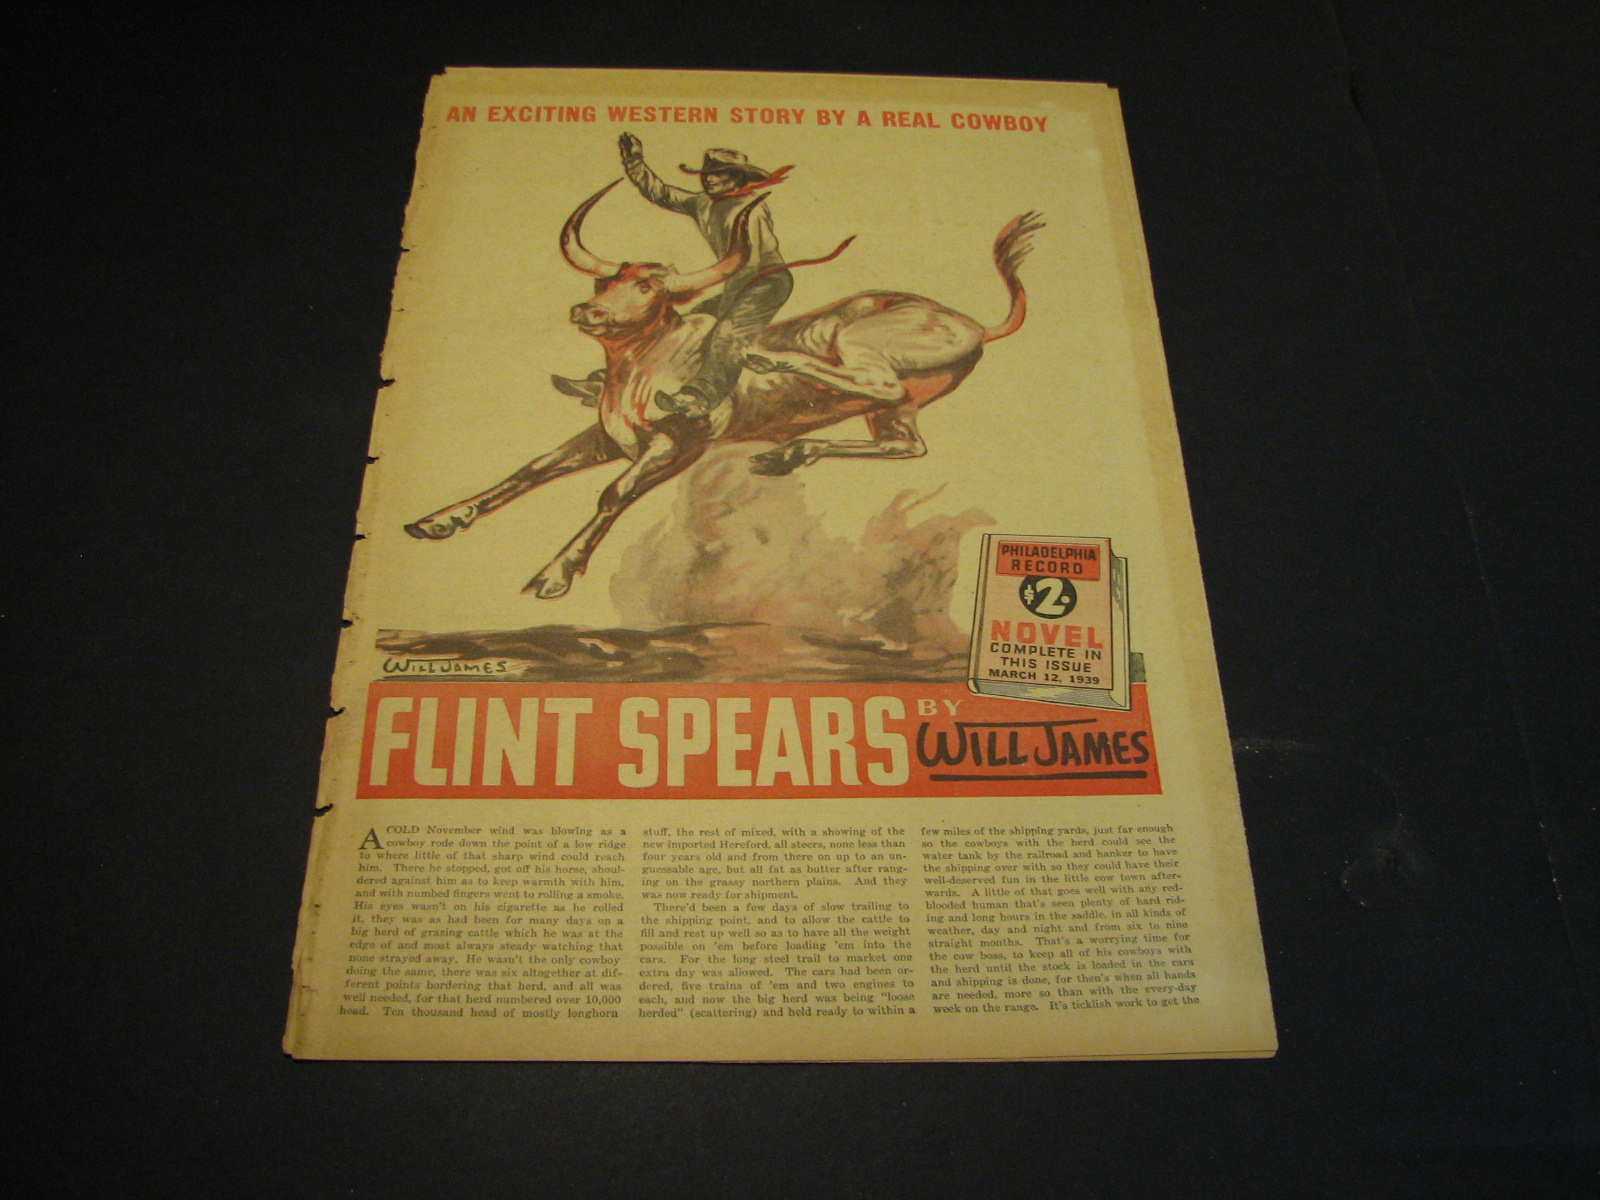 AN EXCITING WESTERN STORY BY A REAL COWBOY
WILL JAMES
PHILADELPHIA
RECORD
$2.
NOVEL
COMPLETE IN
THIS ISSUE
MARCH 12, 1939
FLINT SPEARS BY WILL JAMES
A COLD November wind was blowing as a
cowboy rode down the point of a low ridge
to where little of that sharp wind could reach
him. There he stopped, got off his horse, shoul-
dered against him as to keep warmth with him,
and with numbed fingers went to rolling a smoke.
His eyes wasn't on his cigarette as he rolled
it, they was as had been for many days on a
big herd of grazing cattle which he was at the
edge of and most always steady watching that
none strayed away. He wasn't the only cowboy
doing the same, there was six altogether at dif-
ferent points bordering that herd, and all was
well needed, for that herd numbered over 10,000
head. Ten thousand head of mostly longhorn
stuff, the rest of mixed, with a showing of the
new imported Hereford, all steers, none less than
four years old and from there on up to an un-
guessable age, but all fat as butter after rang-
ing on the grassy northern plains. And they
was now ready for shipment.
There'd been a few days of slow trailing to
the shipping point, and to allow the cattle to
fill and rest up well so as to have all the weight
possible on 'em before loading 'em into the
cars. For the long steel trail to market one
extra day was allowed. The cars had been or-
dered, five trains of 'em and two engines to
each, and now the big herd was being "loose
herded" (scattering) and held ready to within a
few miles of the shipping yards, just far enough
so the cowboys with the herd could see the
water tank by the railroad and hanker to have
the shipping over with so they could have their
well-deserved fun in the little cow town after-
wards. A little of that goes well with any red-
blooded human that's seen plenty of hard rid-
ing and long hours in the saddle, in all kinds of
weather, day and night and from six to nine
straight months. That's a worrying time for
the cow boss, to keep all of his cowboys with
the herd until the stock is loaded in the cars
and shipping is done, for then's when all hands
are needed, more so than with the every-day
week on the range. It's ticklish work to get the